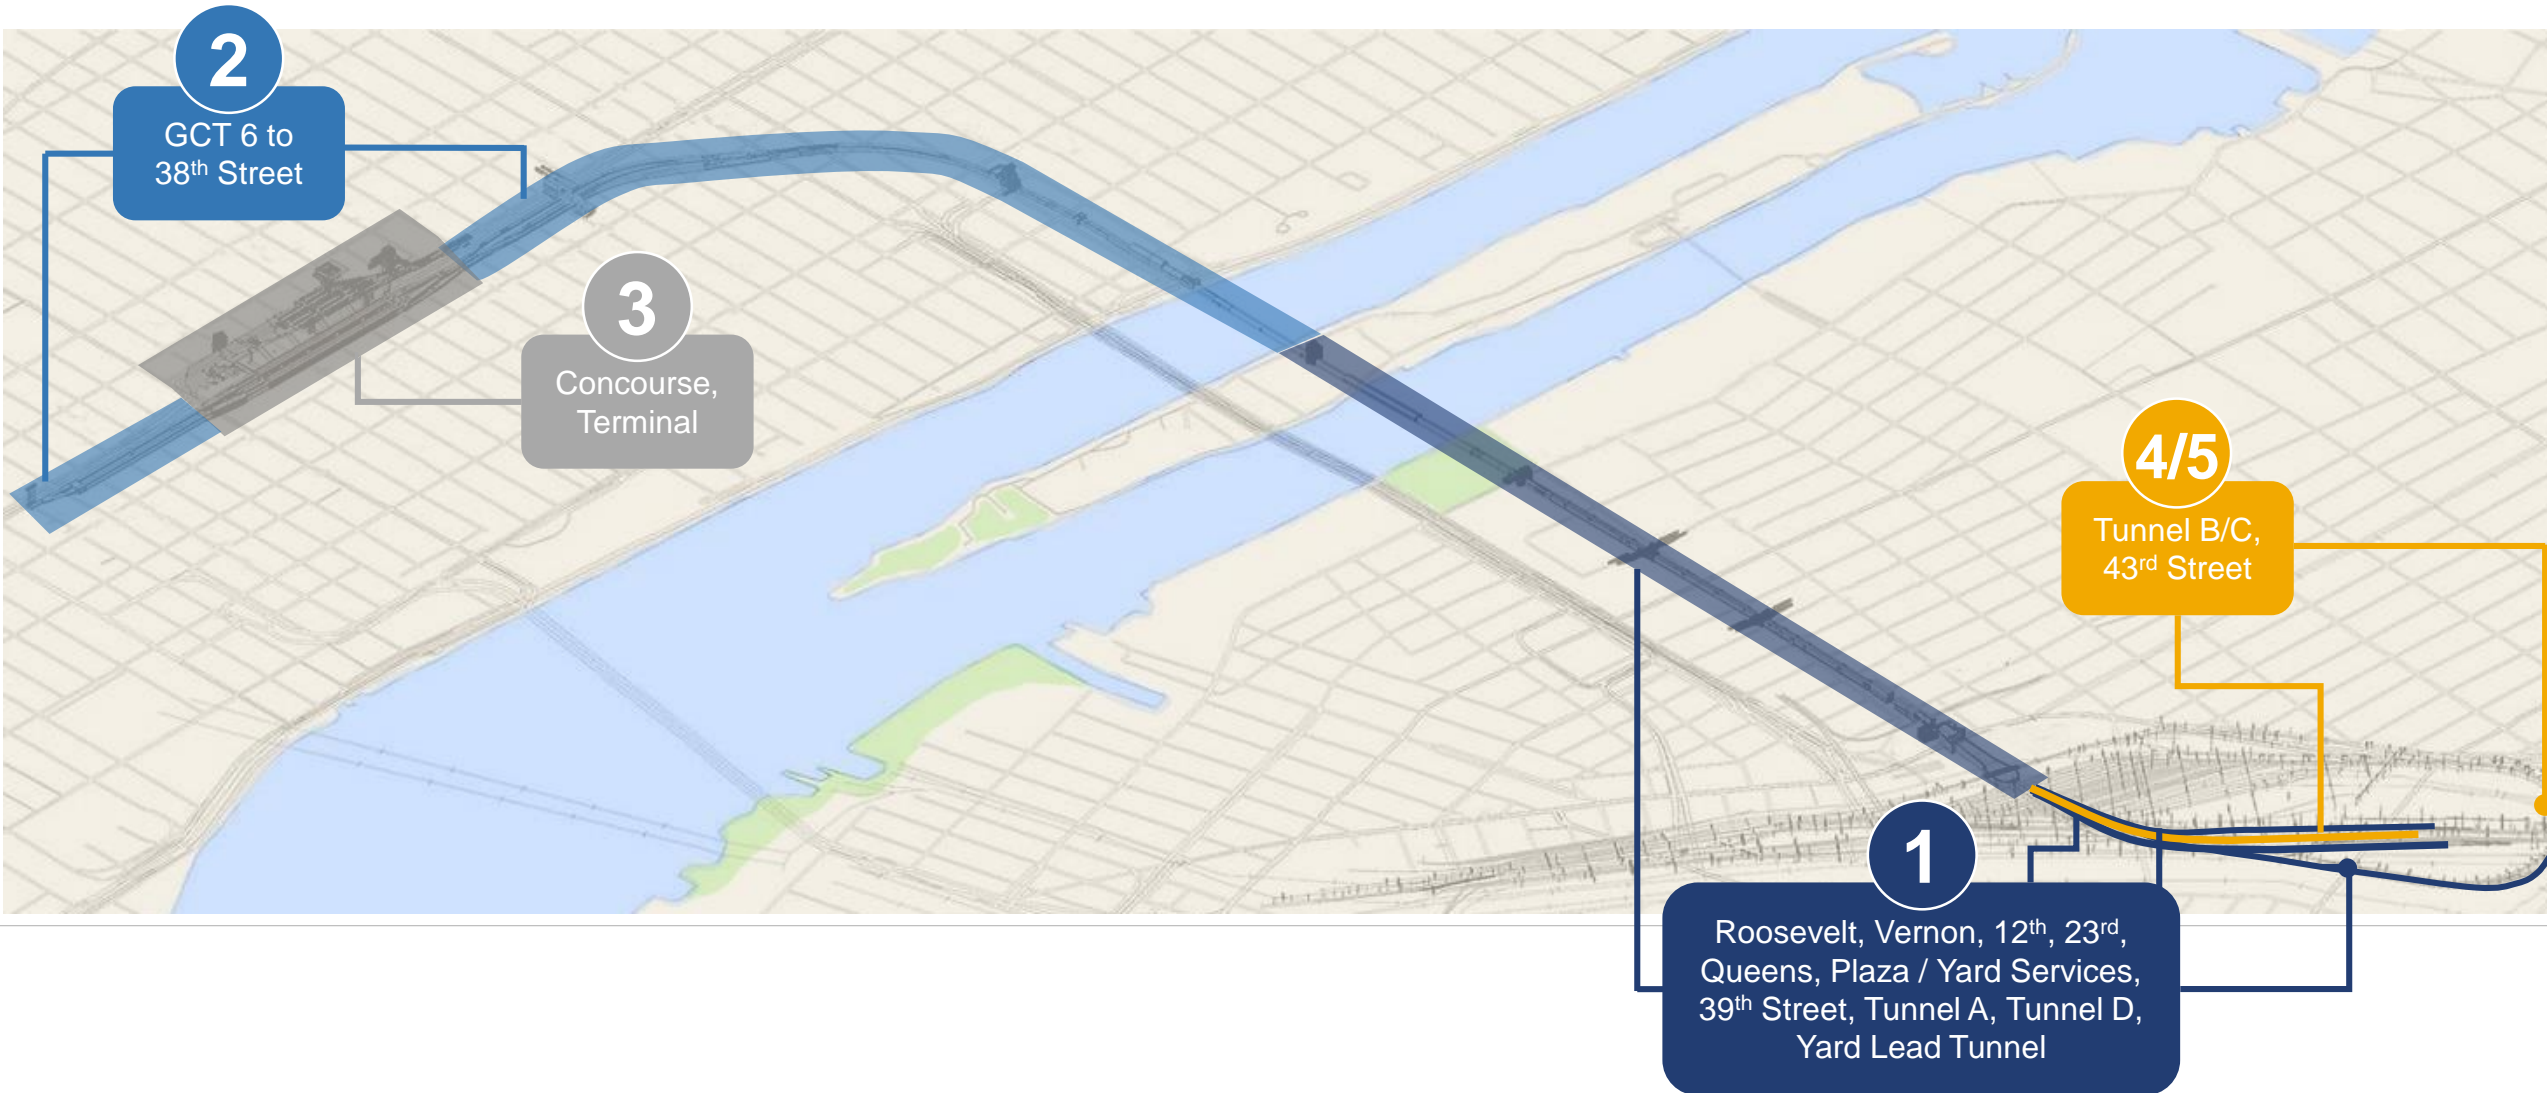 2
GCT 6 to
38th Street
3
Concourse,
Terminal
4/5
Tunnel B/C,
43rd Street
1
Roosevelt, Vernon, 12th, 23rd,
Queens, Plaza / Yard Services,
39th Street, Tunnel A, Tunnel D,
Yard Lead Tunnel